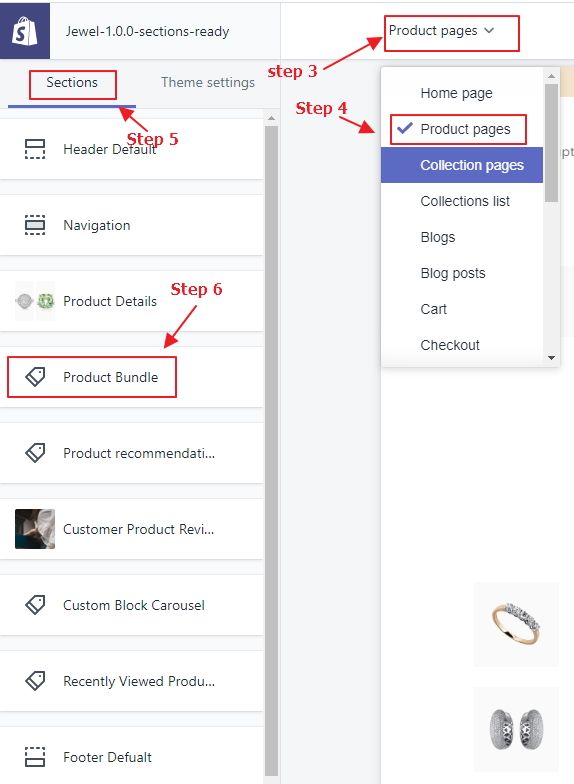 Jewel-1.0.0-sections-ready
Product pages
step 3
Sections
Theme settings
Step 4
Step 5
Home page
Product pages
Collection pages
Collections list
Blogs
Blog posts
Cart
Checkout
Header Default
Navigation
Product Details
Step 6
Product Bundle
Product recommendati...
Customer Product Revi...
Custom Block Carousel
Recently Viewed Produ...
Footer Defualt